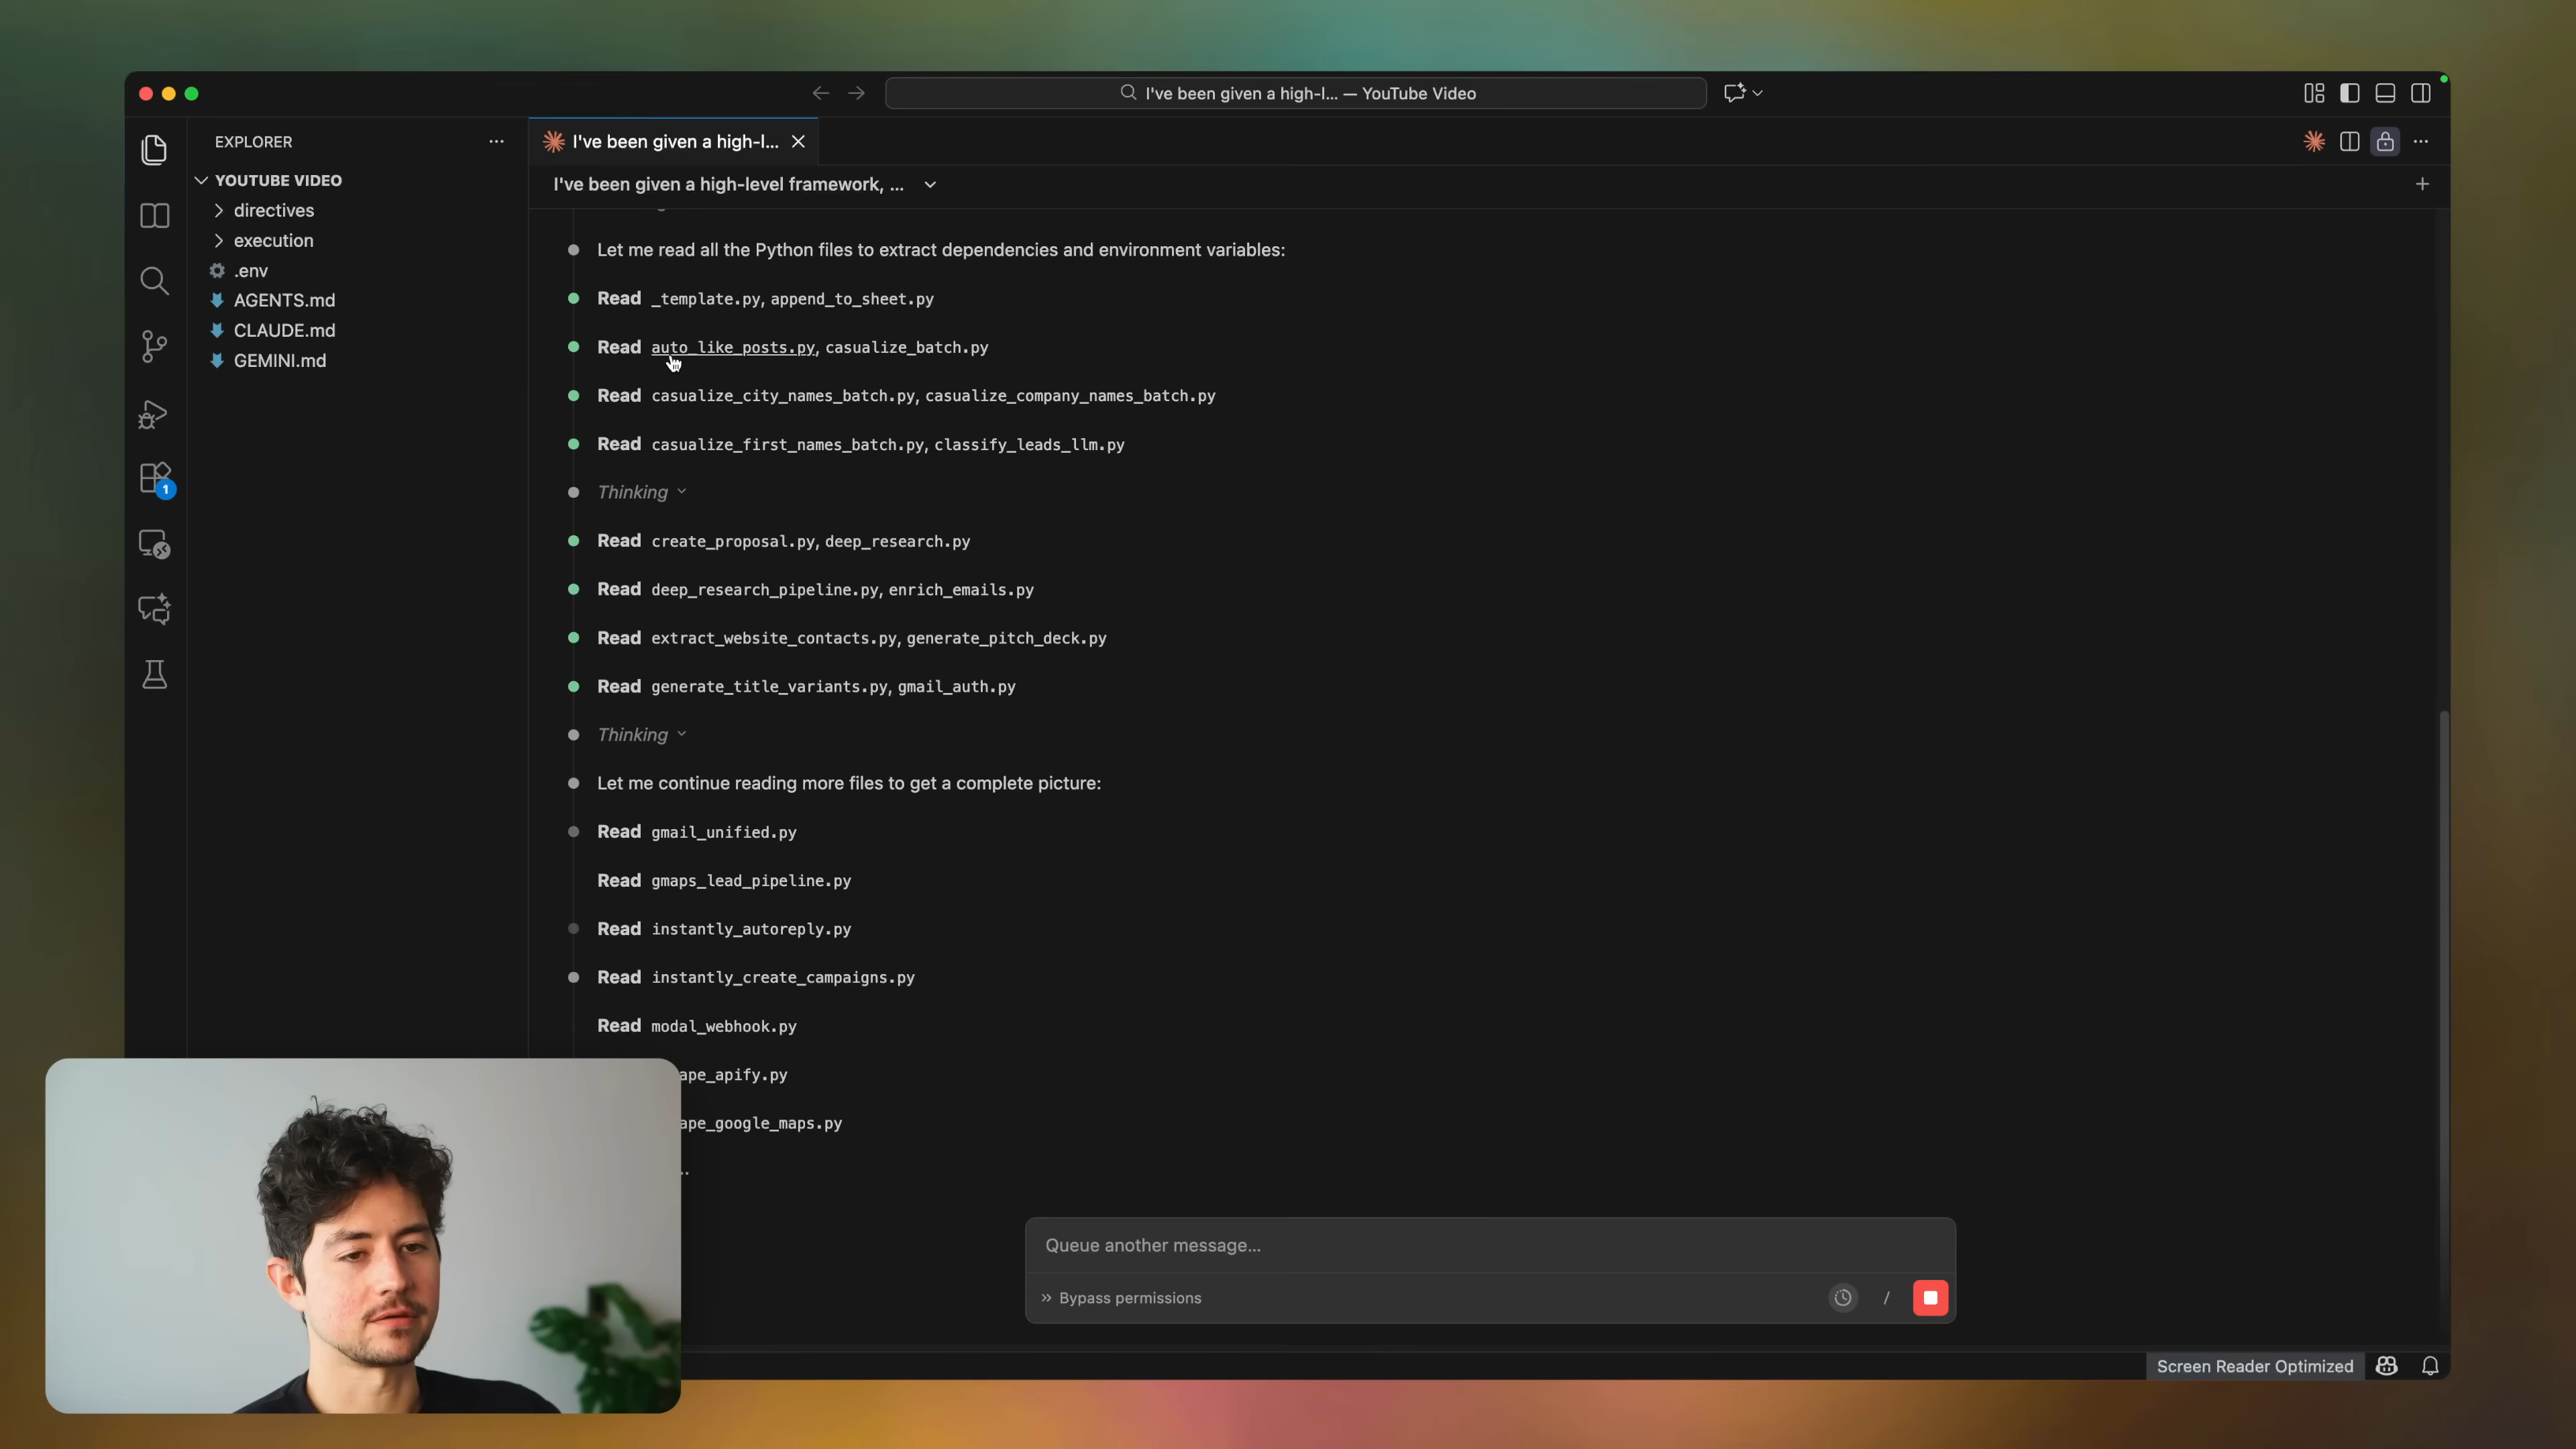 I've been given a high-l... — YouTube Video
EXPLORER
I've been given a high-l...
YOUTUBE VIDEO
I've been given a high-level framework, ...
directives
execution
.env
AGENTS.md
CLAUDE.md
GEMINI.md
1
Let me read all the Python files to extract dependencies and environment variables:
Read _template.py, append_to_sheet.py
Read auto_like_posts.py, casualize_batch.py
Read casualize_city_names_batch.py, casualize_company_names_batch.py
Read casualize_first_names_batch.py, classify_leads_llm.py
Thinking
Read create_proposal.py, deep_research.py
Read deep_research_pipeline.py, enrich_emails.py
Read extract_website_contacts.py, generate_pitch_deck.py
Read generate_title_variants.py, gmail_auth.py
Thinking
Let me continue reading more files to get a complete picture:
Read gmail_unified.py
Read gmaps_lead_pipeline.py
Read instantly_autoreply.py
Read instantly_create_campaigns.py
Read modal_webhook.py
ape_apify.py
ape_google_maps.py
Queue another message...
Bypass permissions
/
Screen Reader Optimized